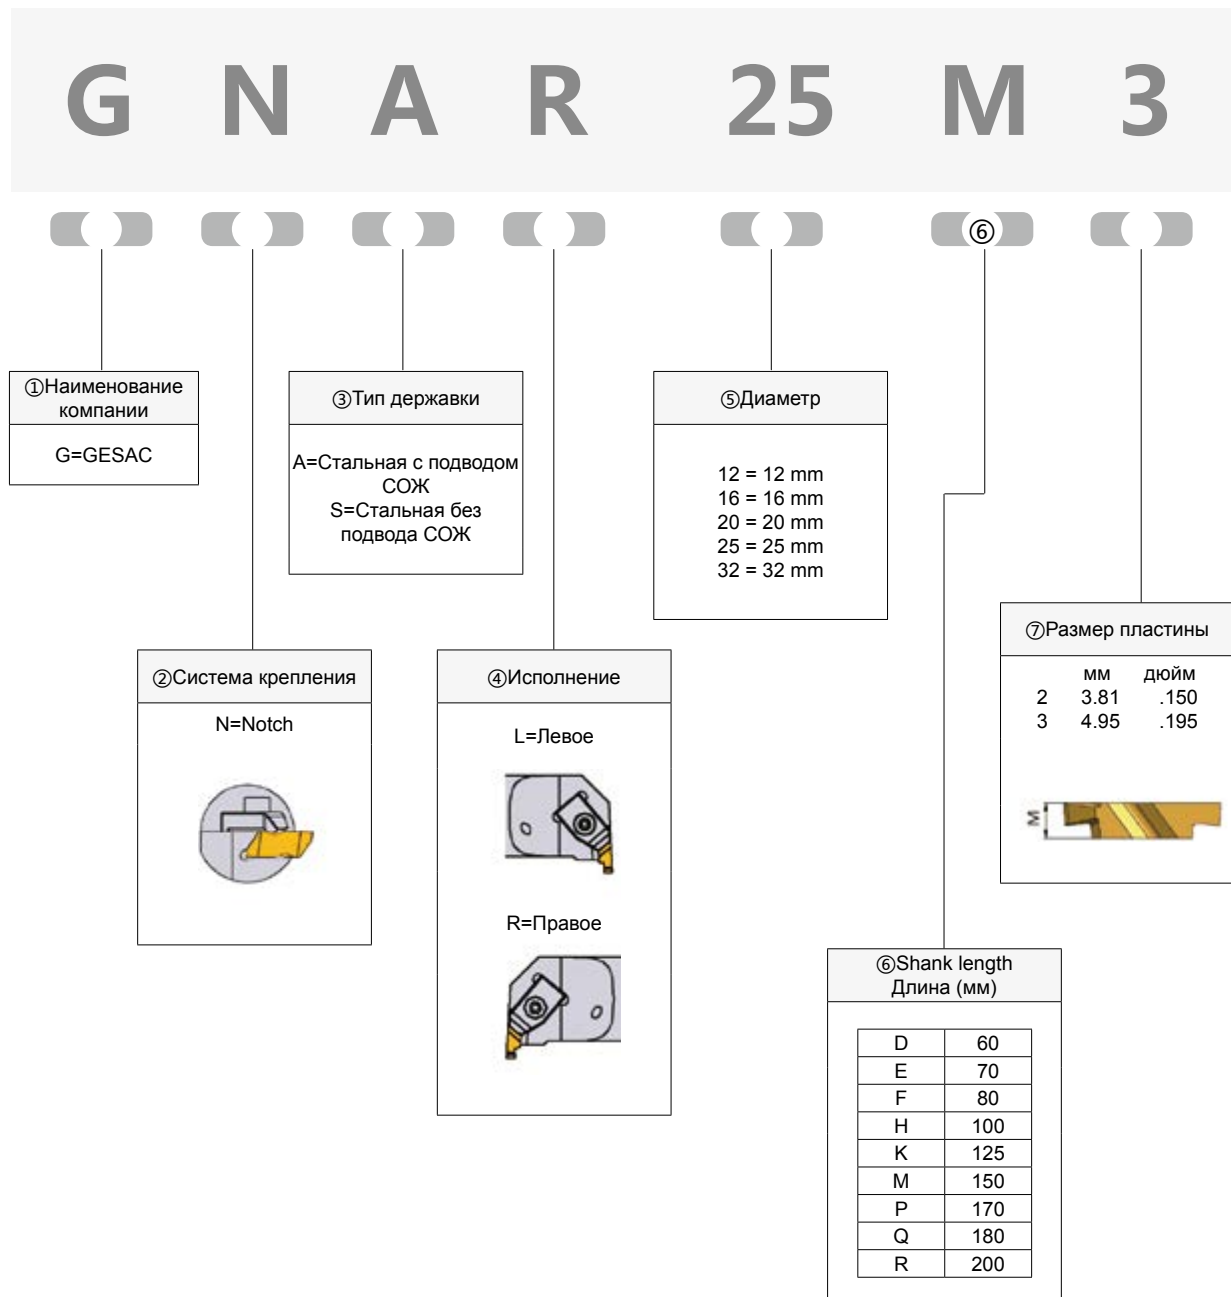 G N A R 25 M 3
⑥
①Наименование
компании
G=GESAC
③Тип державки
A=Стальная с подводом
СОЖ
S=Стальная без
подвода СОЖ
⑤Диаметр
12 = 12 mm
16 = 16 mm
20 = 20 mm
25 = 25 mm
32 = 32 mm
②Система крепления
N=Notch
④Исполнение
L=Левое
R=Правое
⑦Размер пластины
мм дюйм
2 3.81 .150
3 4.95 .195
M
⑥Shank length
Длина (мм)
D 60
E 70
F 80
H 100
K 125
M 150
P 170
Q 180
R 200